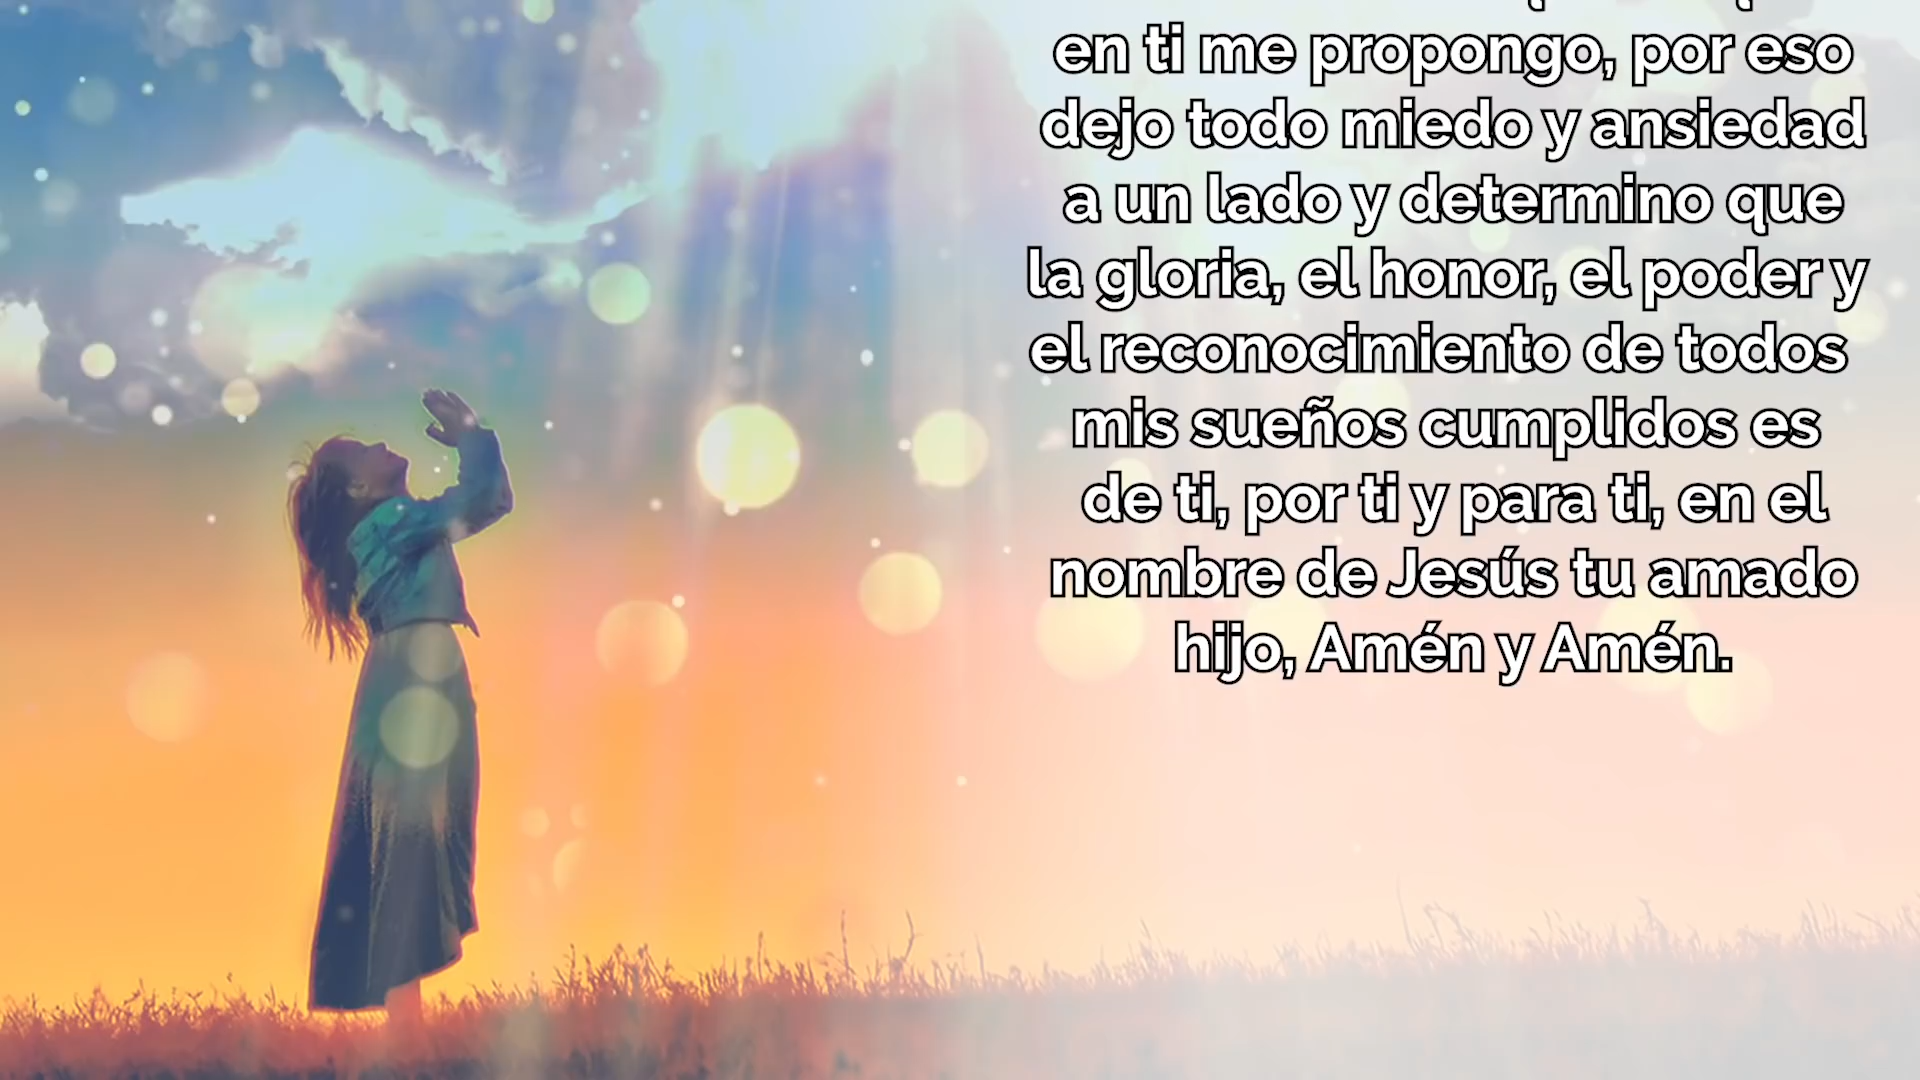 en ti me propongo, por eso
dejo todo miedo y ansiedad
a un lado y determino que
la gloria, el honor, el poder y
el reconocimiento de todos
mis sueños cumplidos es
de ti, por ti y para ti, en el
nombre de Jesús tu amado
hijo, Amén y Amén.